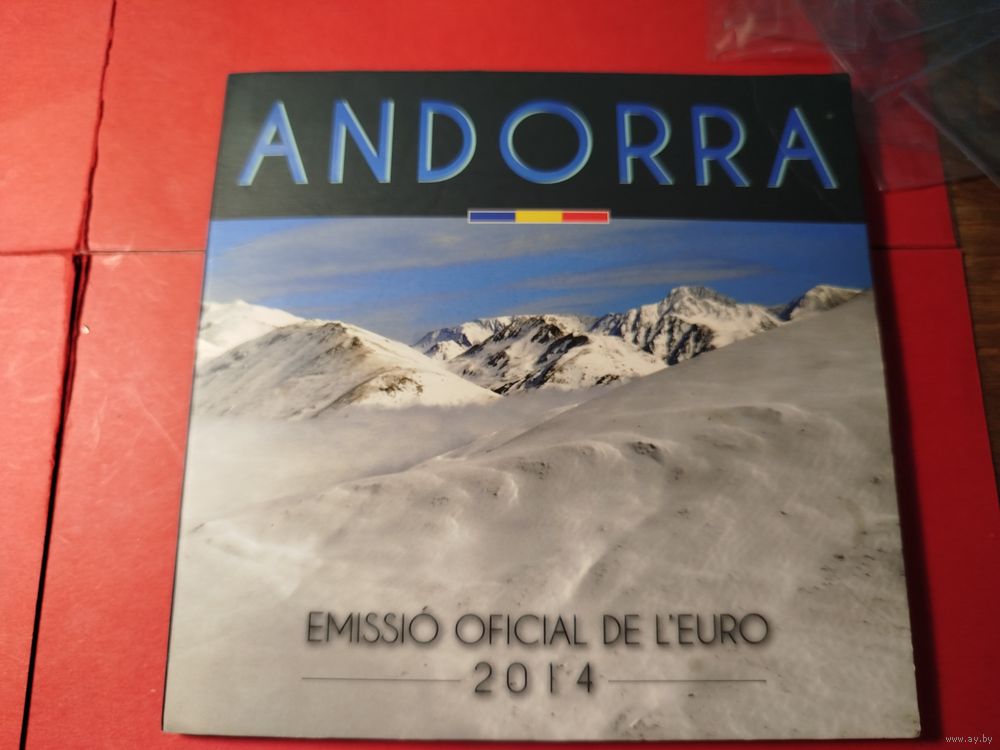 ANDORRA
EMISSIÓ OFICIAL DE L'EURO
2014
www.ay.by